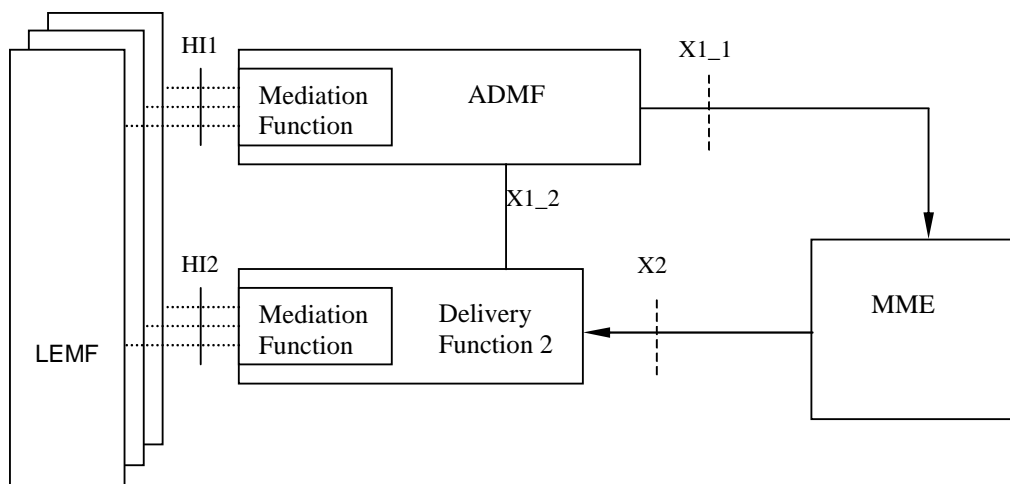 HI1
X1_1
Mediation
Function
ADMF
X1_2
HI2
X2
Mediation
Function
Delivery
Function 2
MME
LEMF